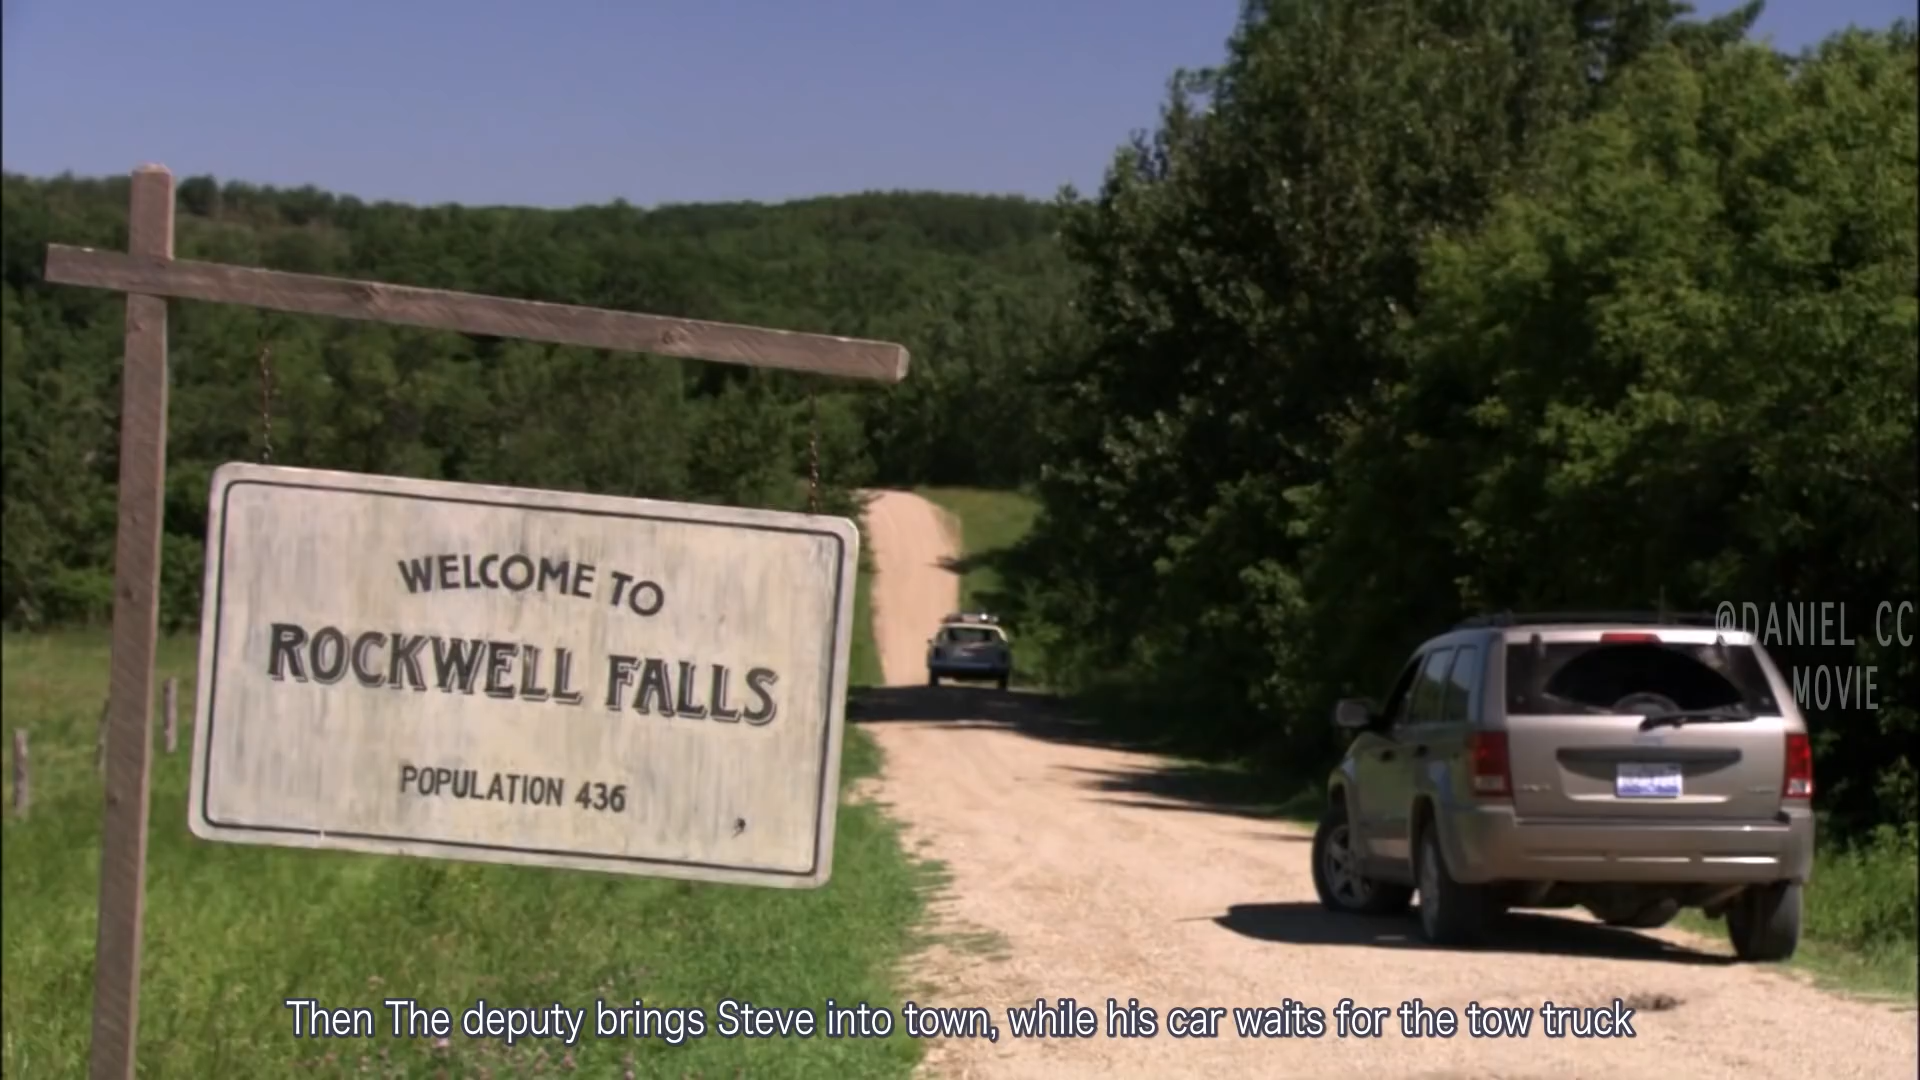 WELCOME TO
ROCKWELL FALLS
POPULATION 436
@DANIEL CC
MOVIE
Then The deputy brings Steve into town, while his car waits for the tow truck